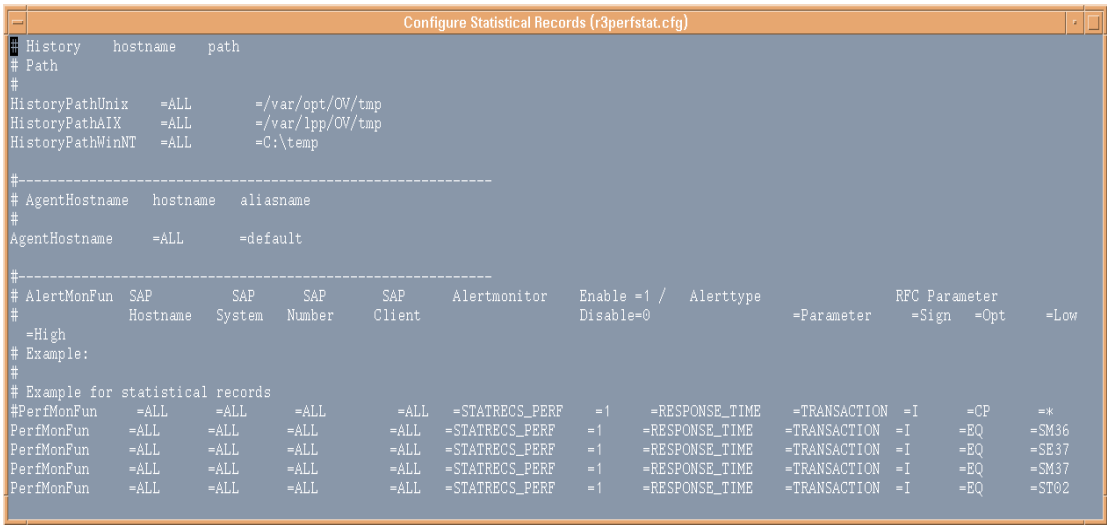 Configure Statistical Records (r3perfstat.cfg)
# History    hostname    path
# Path
#
HistoryPathUnix    =ALL    =/var/opt/OV/tmp
HistoryPathAIX    =ALL    =/var/lpp/OV/tmp
HistoryPathWinNT    =ALL    =C:\temp
#------------------------------------------------------------
# AgentHostname    hostname    aliasname
#
AgentHostname    =ALL    =default
#------------------------------------------------------------
# AlertMonFun    SAP    SAP    SAP    SAP    Alertmonitor    Enable =1 /    Alerttype    RFC Parameter
#    Hostname    System    Number    Client    Disable=0    =Parameter    =Sign    =Opt    =Low
=High
# Example:
#
# Example for statistical records
#PerfMonFun    =ALL    =ALL    =ALL    =ALL    =STATRECS_PERF    =1    =RESPONSE_TIME    =TRANSACTION    =I    =CP    =*
PerfMonFun    =ALL    =ALL    =ALL    =ALL    =STATRECS_PERF    =1    =RESPONSE_TIME    =TRANSACTION    =I    =EQ    =SM36
PerfMonFun    =ALL    =ALL    =ALL    =ALL    =STATRECS_PERF    =1    =RESPONSE_TIME    =TRANSACTION    =I    =EQ    =SE37
PerfMonFun    =ALL    =ALL    =ALL    =ALL    =STATRECS_PERF    =1    =RESPONSE_TIME    =TRANSACTION    =I    =EQ    =SM37
PerfMonFun    =ALL    =ALL    =ALL    =ALL    =STATRECS_PERF    =1    =RESPONSE_TIME    =TRANSACTION    =I    =EQ    =ST02